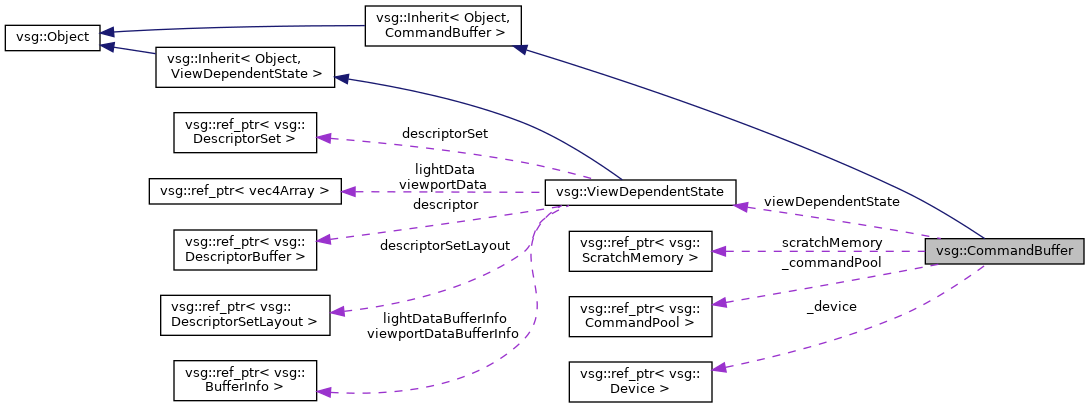 vsg::Inherit< Object,
CommandBuffer >
vsg::Object
vsg::Inherit< Object,
ViewDependentState >
vsg::ref_ptr< vsg::
DescriptorSet >
descriptorSet
lightData
viewportData
vsg::ref_ptr< vec4Array >
vsg::ViewDependentState
descriptor
viewDependentState
vsg::ref_ptr< vsg::
DescriptorBuffer >
descriptorSetLayout
vsg::ref_ptr< vsg::
ScratchMemory >
scratchMemory
_commandPool
vsg::CommandBuffer
vsg::ref_ptr< vsg::
DescriptorSetLayout >
lightDataBufferInfo
viewportDataBufferInfo
vsg::ref_ptr< vsg::
CommandPool >
_device
vsg::ref_ptr< vsg::
BufferInfo >
vsg::ref_ptr< vsg::
Device >